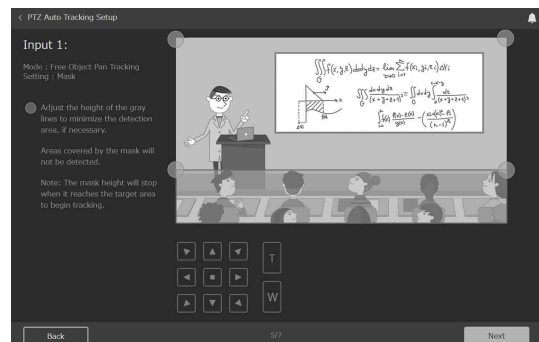 < PTZ Auto Tracking Setup
Input 1:
Mode : Free Object Pan Tracking
Setting : Mask
Adjust the height of the gray
lines to minimize the detection
area, if necessary.
Areas covered by the mask will
not be detected.
Note: The mask height will stop
when it reaches the target area
to begin tracking.
T
W
Back
5/7
Next